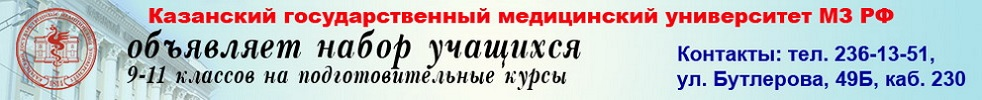 Казанский государственный медицинский университет МЗ РФ
объявляет набор учащихся
9-11 классов на подготовительные курсы
Контакты: тел. 236-13-51,
ул. Бутлерова, 49Б, каб. 230